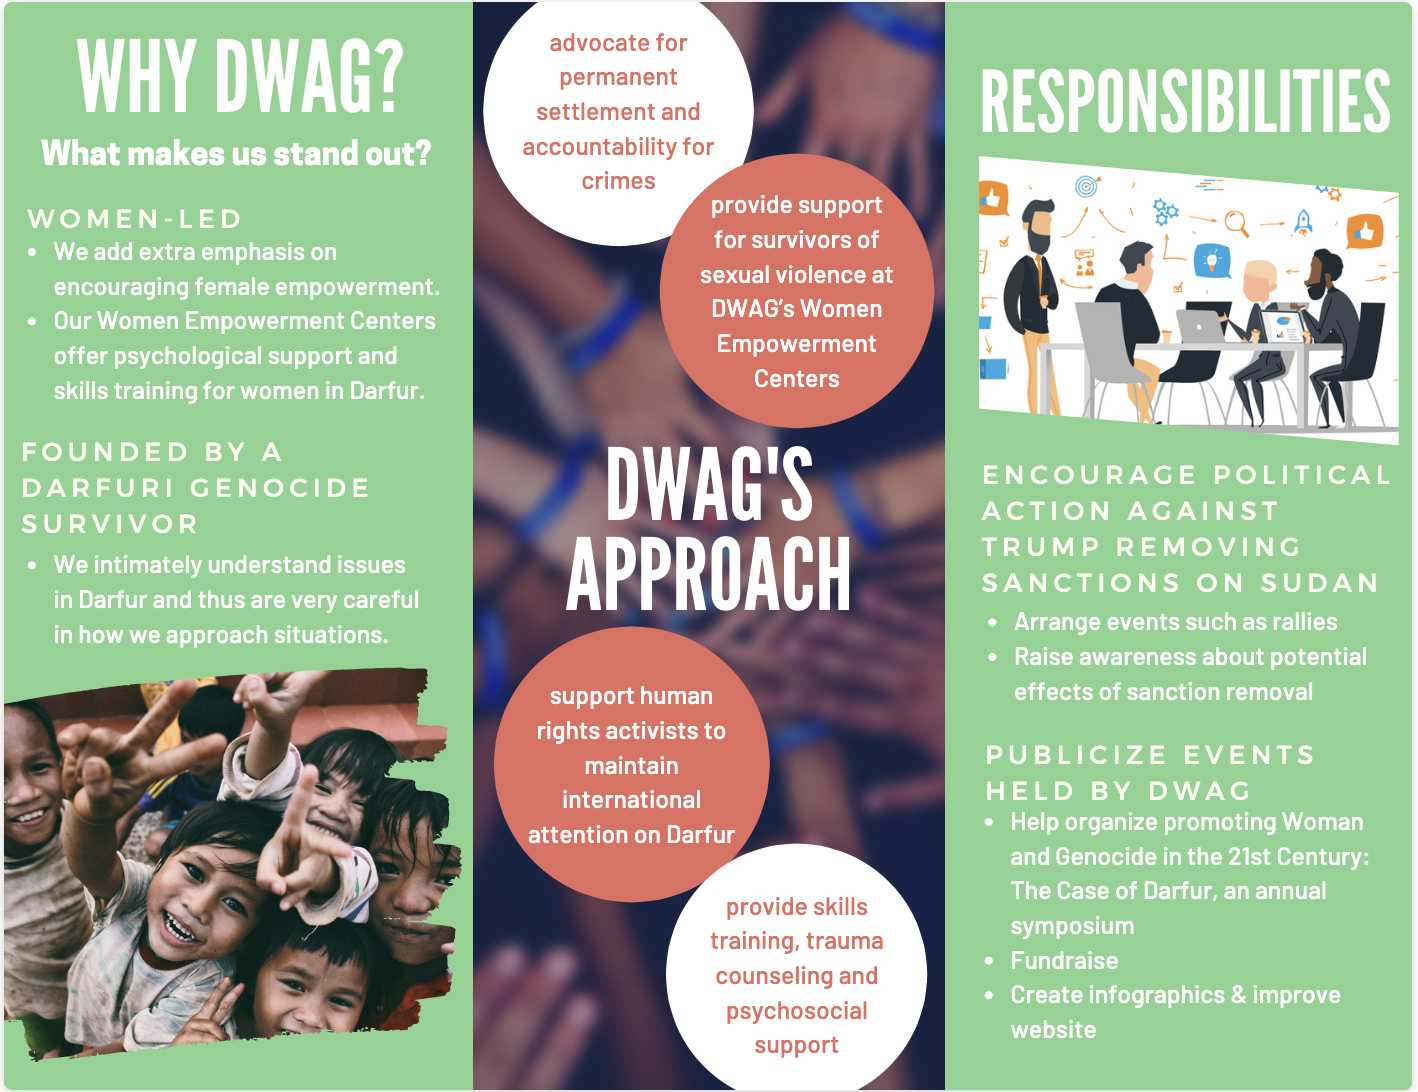 WHY DWAG?
What makes us stand out?
WOMEN-LED
• We add extra emphasis on
encouraging female empowerment.
• Our Women Empowerment Centers
offer psychological support and
skills training for women in Darfur.
FOUNDED BY A
DARFURI GENOCIDE
SURVIVOR
• We intimately understand issues
in Darfur and thus are very careful
in how we approach situations.
advocate for
permanent
settlement and
accountability for
crimes
provide support
for survivors of
sexual violence at
DWAG’s Women
Empowerment
Centers
DWAG'S
APPROACH
support human
rights activists to
maintain
international
attention on Darfur
provide skills
training, trauma
counseling and
psychosocial
support
RESPONSIBILITIES
ENCOURAGE POLITICAL
ACTION AGAINST
TRUMP REMOVING
SANCTIONS ON SUDAN
• Arrange events such as rallies
• Raise awareness about potential
effects of sanction removal
PUBLICIZE EVENTS
HELD BY DWAG
• Help organize promoting Woman
and Genocide in the 21st Century:
The Case of Darfur, an annual
symposium
• Fundraise
• Create infographics & improve
website